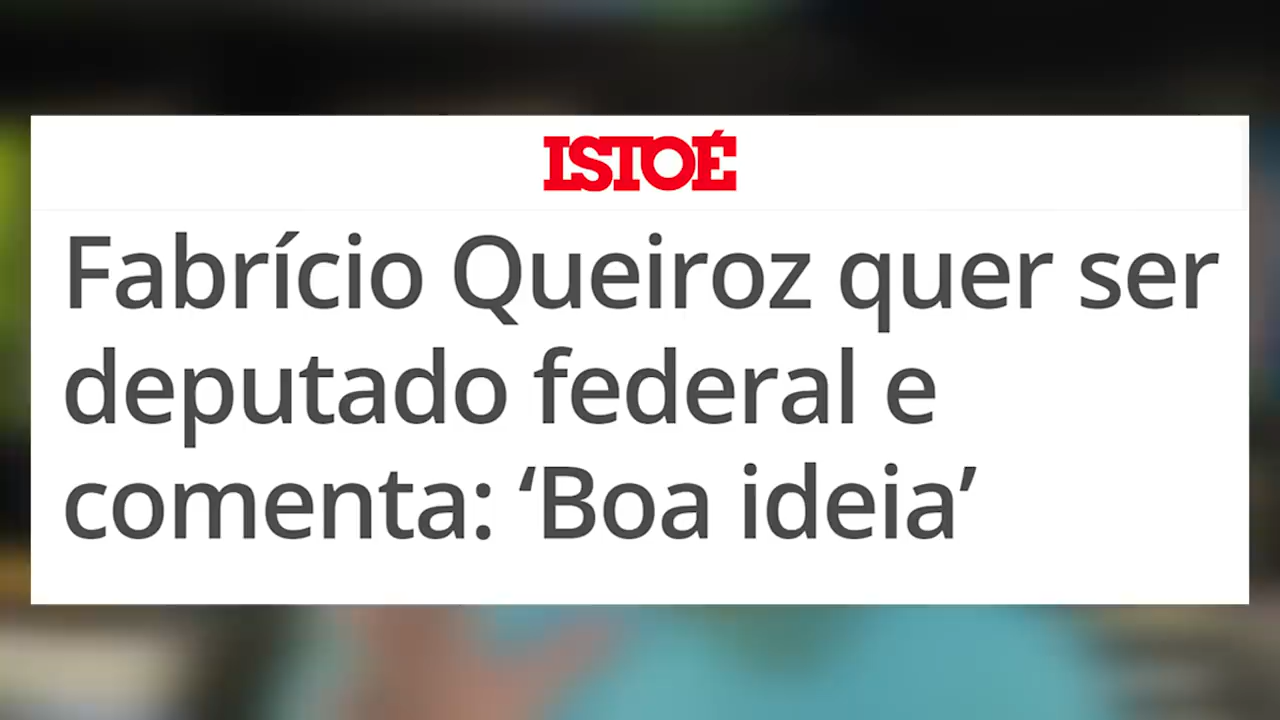 ISTOÉ
Fabrício Queiroz quer ser
deputado federal e
comenta: ‘Boa ideia’